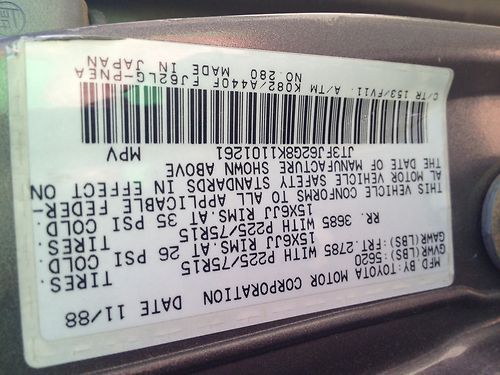 MFD.BY:TOYOTA MOTOR CORPORATION DATE 11/88
GVWR(LBS):5620
GAWR(LBS):FRT.2785 WITH P225/75R15 TIRES.
15X6JJ RIMS.AT 26 PSI COLD.
RR. 3685 WITH P225/75R15 TIRES.
15X6JJ RIMS.AT 35 PSI COLD.
THIS VEHICLE CONFORMS TO ALL APPLICABLE FEDER-
AL MOTOR VEHICLE SAFETY STANDARDS IN EFFECT ON
THE DATE OF MANUFACTURE SHOWN ABOVE
JT3FJ62G8K1101261 MPV
C/TR 153/FV11. A/TM K082/A440F FJ62LG-PNEA
NO.280 MADE IN JAPAN